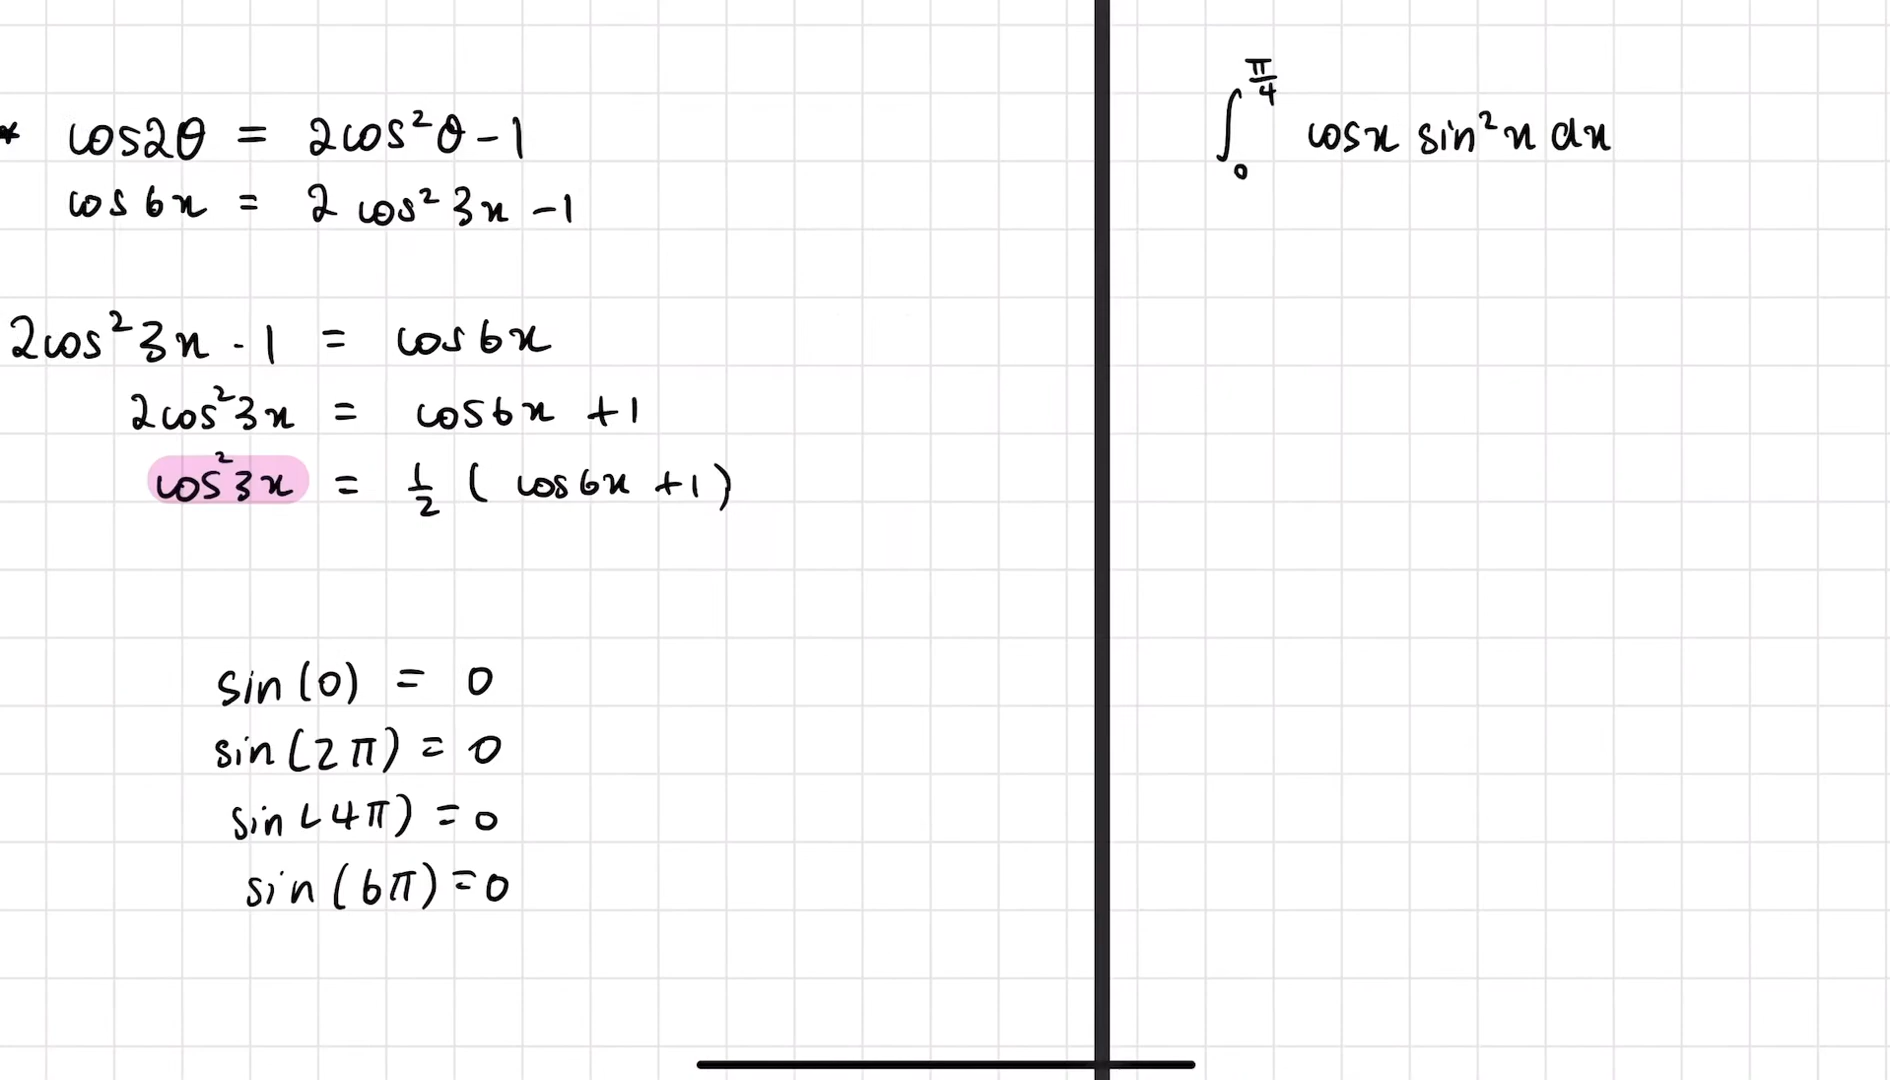 * cos2θ = 2cos²θ - 1
cos 6x = 2 cos² 3x - 1
2cos² 3x - 1 = cos 6x
2cos² 3x = cos 6x + 1
cos² 3x = 1/2 ( cos 6x + 1 )
sin (0) = 0
sin (2π) = 0
sin (4π) = 0
sin (6π) = 0
∫₀^(π/4) cos x sin² x dx